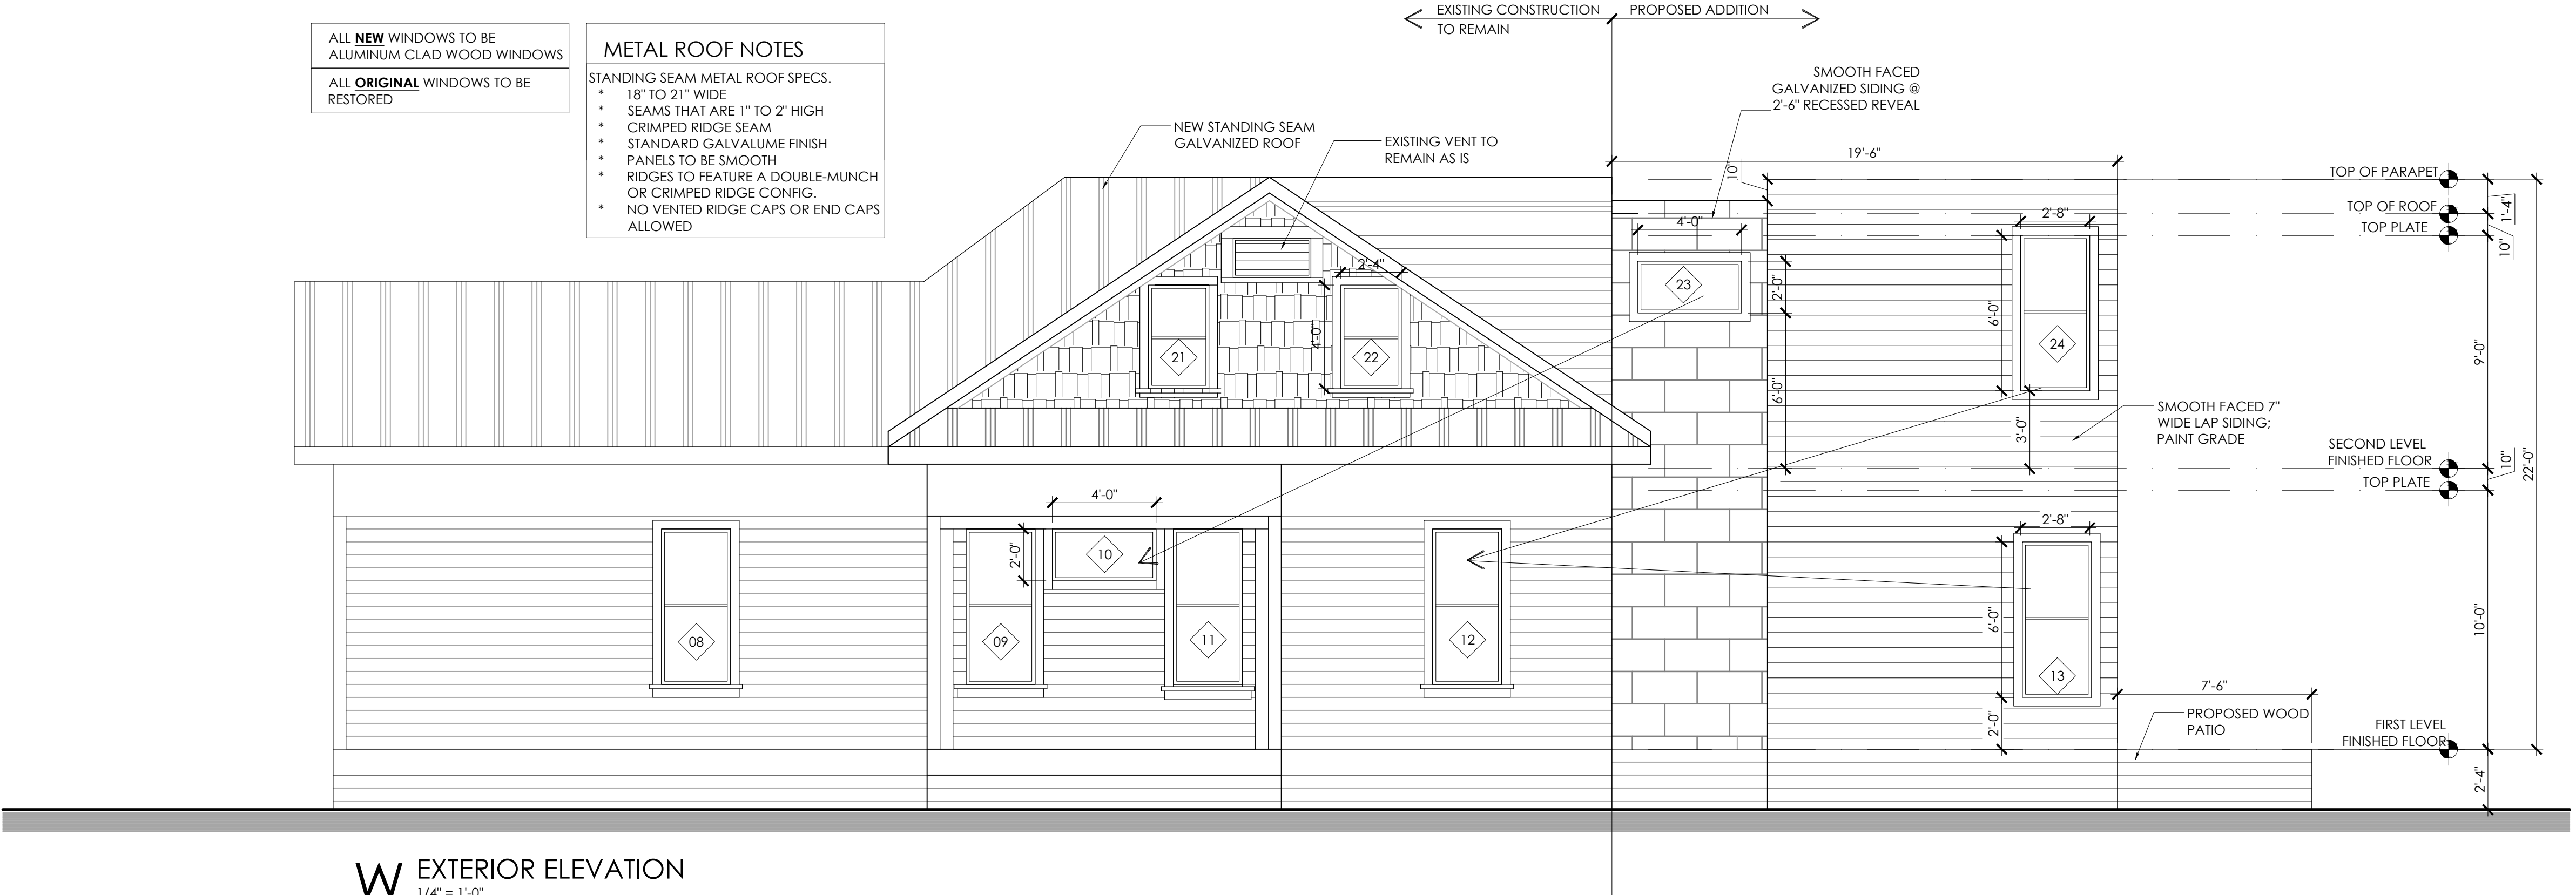 EXISTING CONSTRUCTION
TO REMAIN
PROPOSED ADDITION
ALL NEW WINDOWS TO BE
ALUMINUM CLAD WOOD WINDOWS
ALL ORIGINAL WINDOWS TO BE
RESTORED
METAL ROOF NOTES
STANDING SEAM METAL ROOF SPECS.
* 18" TO 21" WIDE
* SEAMS THAT ARE 1" TO 2" HIGH
* CRIMPED RIDGE SEAM
* STANDARD GALVALUME FINISH
* PANELS TO BE SMOOTH
* RIDGES TO FEATURE A DOUBLE-MUNCH
OR CRIMPED RIDGE CONFIG.
* NO VENTED RIDGE CAPS OR END CAPS
ALLOWED
NEW STANDING SEAM
GALVANIZED ROOF
EXISTING VENT TO
REMAIN AS IS
SMOOTH FACED
GALVANIZED SIDING @
2'-6" RECESSED REVEAL
19'-6"
10"
TOP OF PARAPET
TOP OF ROOF
TOP PLATE
1'-4"
10"
4'-0"
2'-8"
2'-4"
23
2'-0"
6'-0"
24
21
4'-0"
22
6'-0"
9'-0"
3'-0"
SMOOTH FACED 7"
WIDE LAP SIDING;
PAINT GRADE
SECOND LEVEL
FINISHED FLOOR
TOP PLATE
10"
22'-0"
4'-0"
2'-0"
10
2'-8"
08
09
11
12
6'-0"
13
10'-0"
2'-0"
7'-6"
PROPOSED WOOD
PATIO
FIRST LEVEL
FINISHED FLOOR
2'-4"
W EXTERIOR ELEVATION
1/4" = 1'-0"